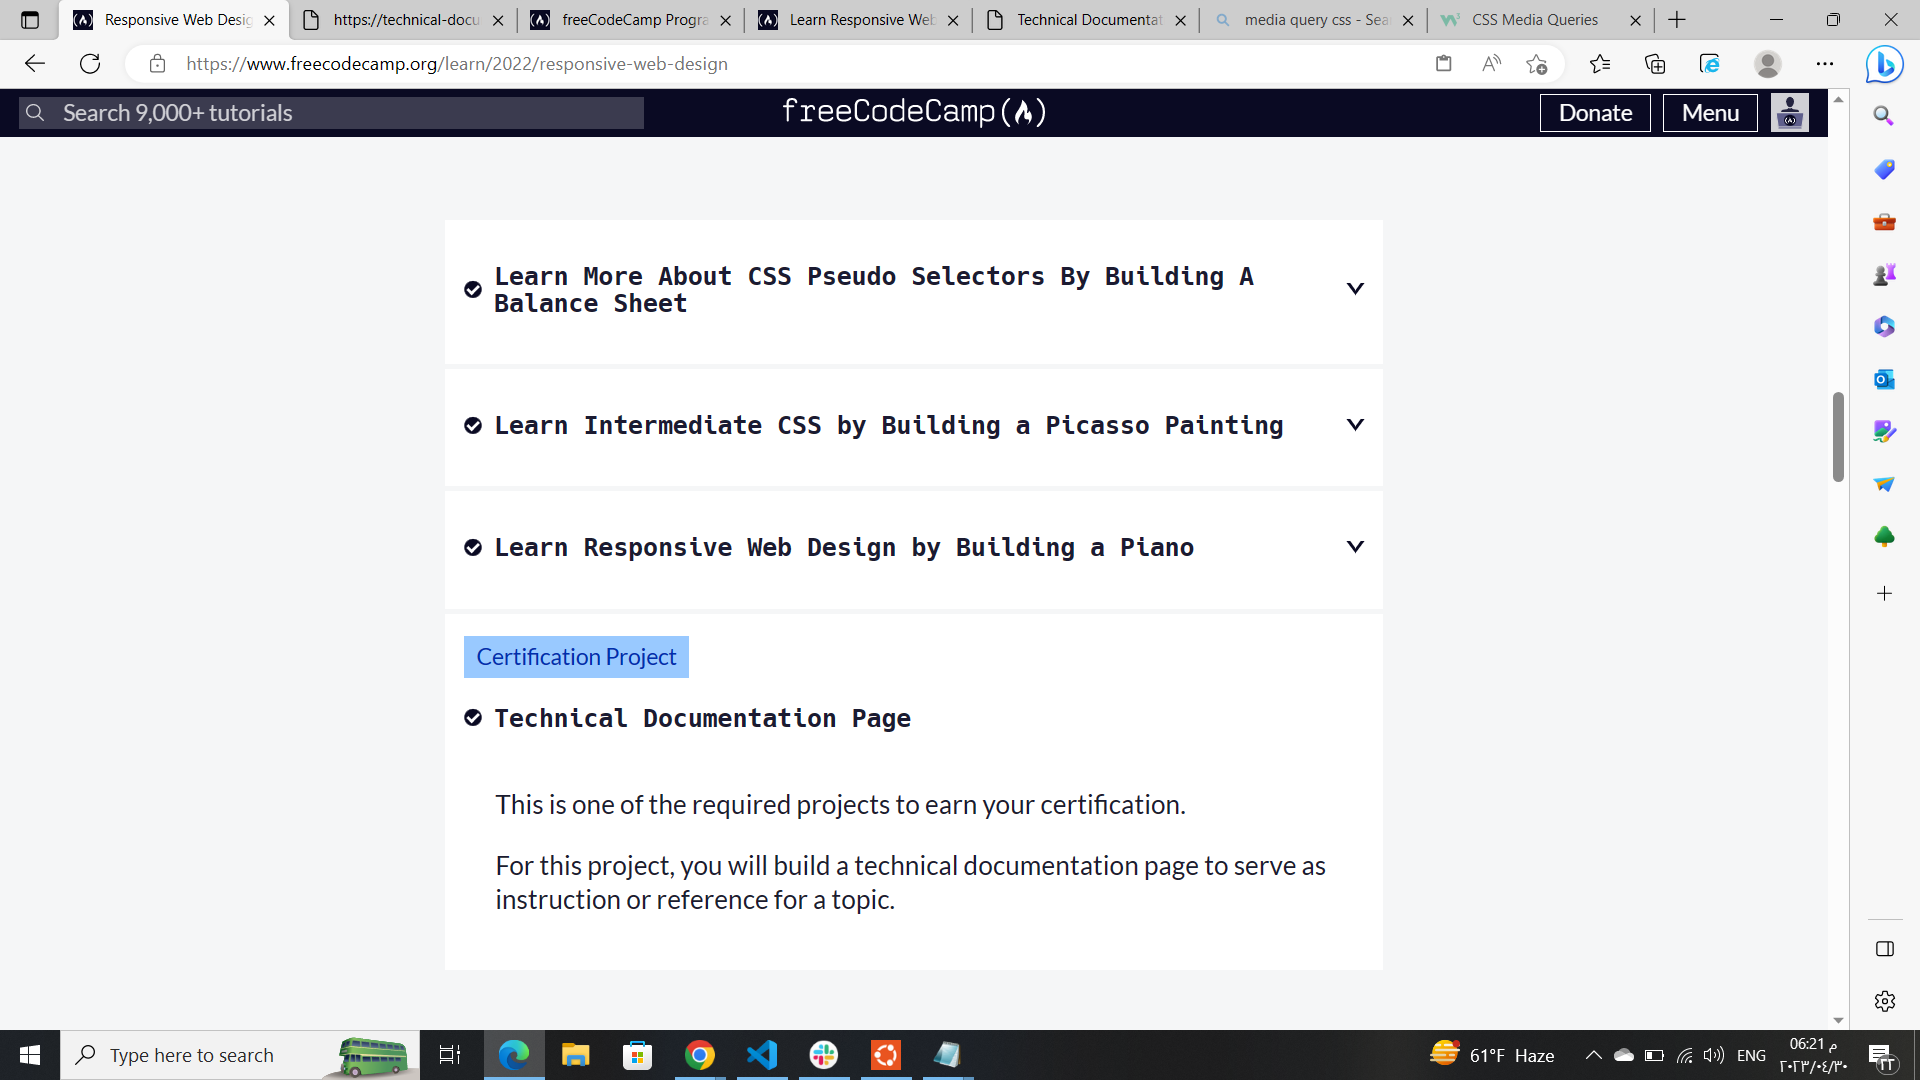 Responsive Web Desig
https://technical-docu
freeCodeCamp Progra
Learn Responsive Web
Technical Documentat
media query css - Sea
CSS Media Queries
https://www.freecodecamp.org/learn/2022/responsive-web-design
Search 9,000+ tutorials
freeCodeCamp
Donate
Menu
Learn More About CSS Pseudo Selectors By Building A
Balance Sheet
Learn Intermediate CSS by Building a Picasso Painting
Learn Responsive Web Design by Building a Piano
Certification Project
Technical Documentation Page
This is one of the required projects to earn your certification.
For this project, you will build a technical documentation page to serve as
instruction or reference for a topic.
Type here to search
61°F Haze
ENG
06:21 م
٢٠٢٣/٠٤/٣٠